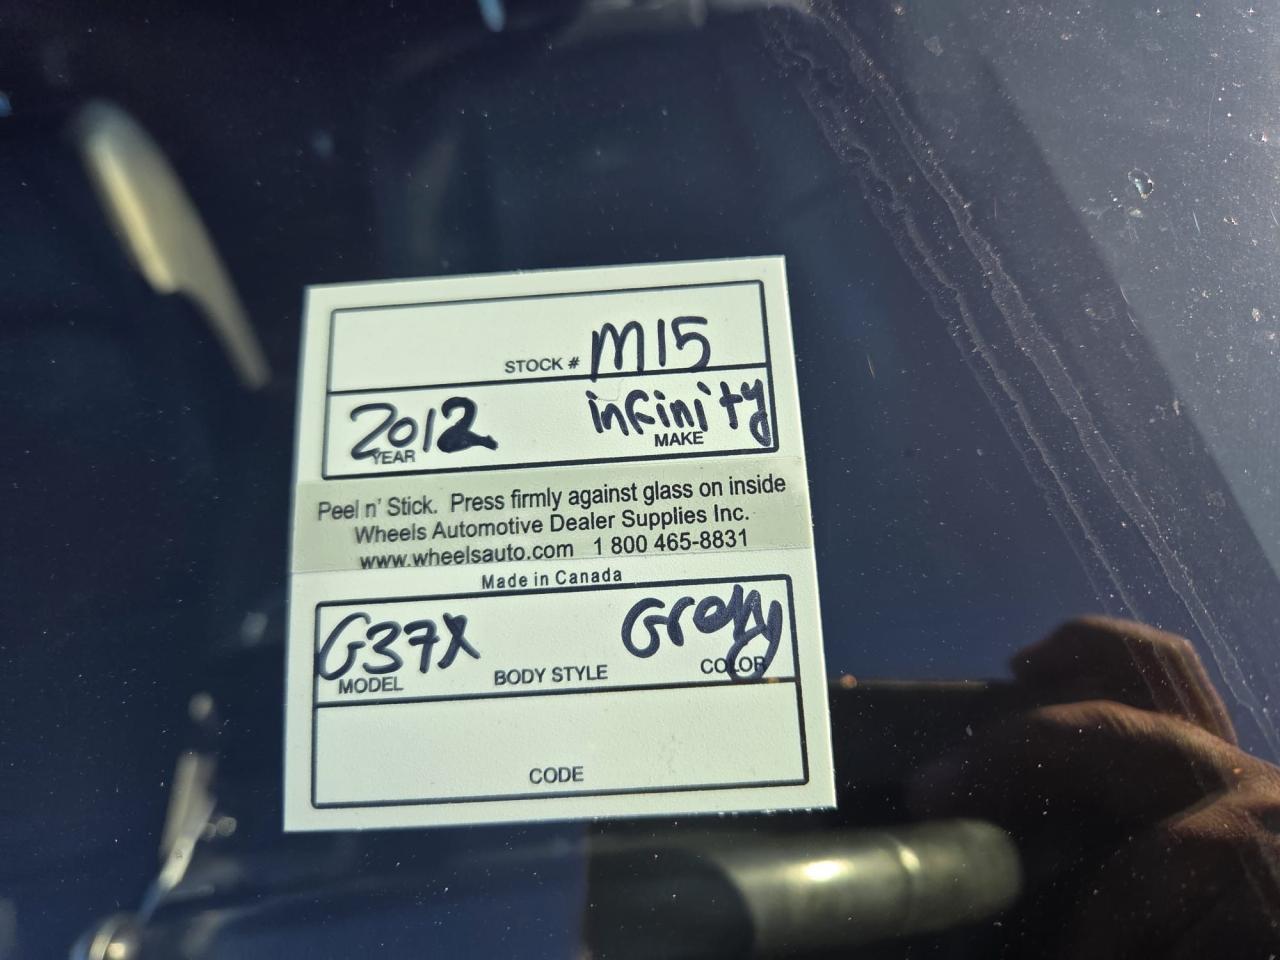 STOCK # M15
2012 infinity
YEAR MAKE
Peel n' Stick. Press firmly against glass on inside
Wheels Automotive Dealer Supplies Inc.
www.wheelsauto.com 1 800 465-8831
Made in Canada
G37X Grey
MODEL BODY STYLE COLOR
CODE